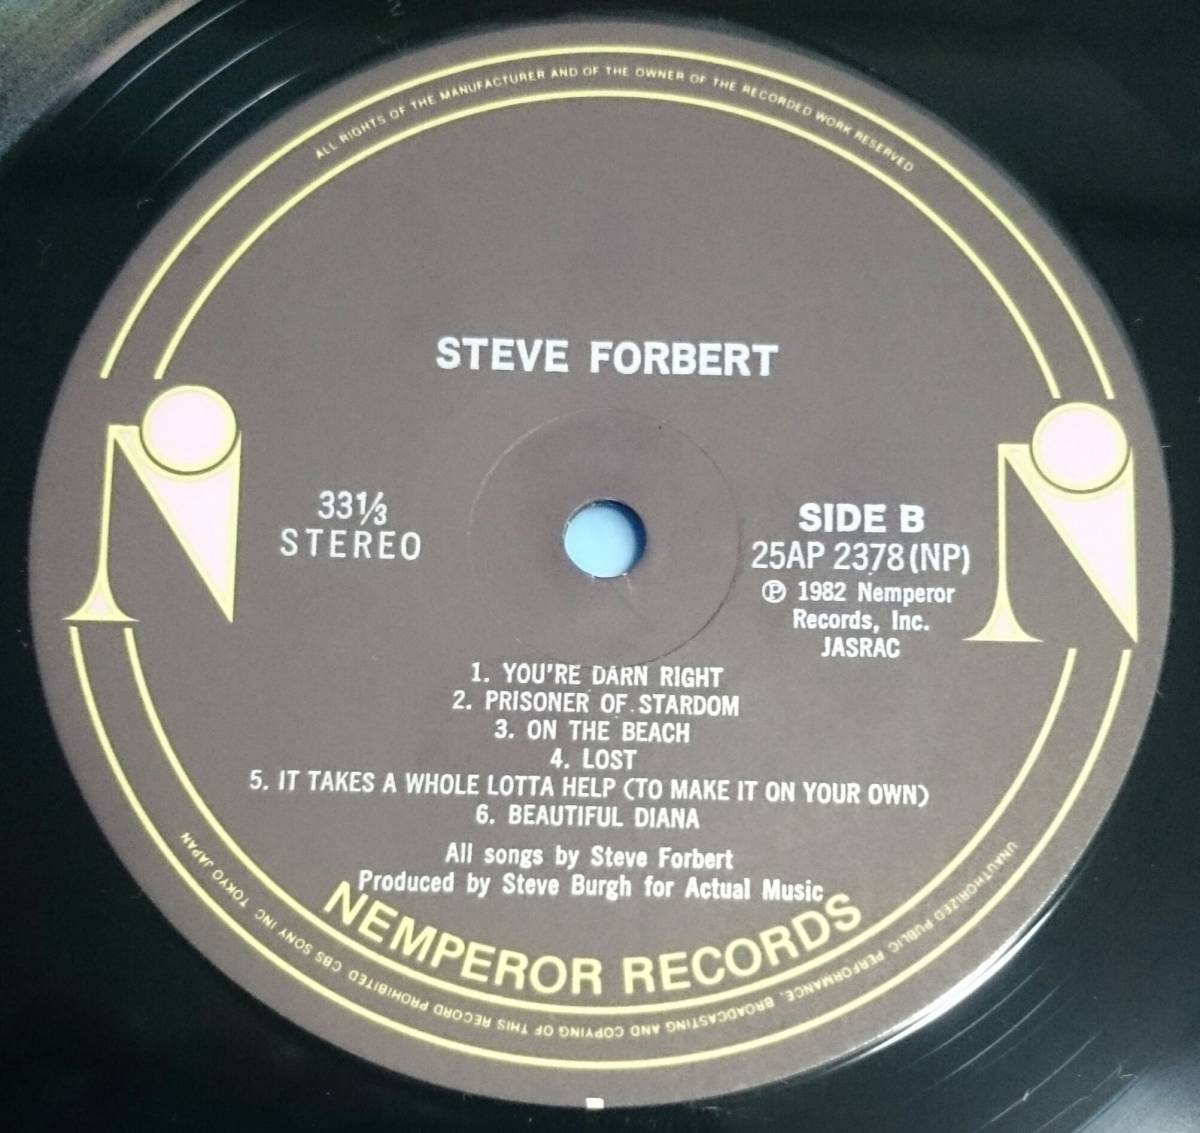 ALL RIGHTS OF THE MANUFACTURER AND OF THE OWNER OF THE RECORDED WORK RESERVED
STEVE FORBERT
33⅓
STEREO
SIDE B
25AP 2378(NP)
Ⓟ 1982 Nemperor
Records, Inc.
JASRAC
1. YOU'RE DARN RIGHT
2. PRISONER OF STARDOM
3. ON THE BEACH
4. LOST
5. IT TAKES A WHOLE LOTTA HELP (TO MAKE IT ON YOUR OWN)
6. BEAUTIFUL DIANA
All songs by Steve Forbert
Produced by Steve Burgh for Actual Music
NEMPEROR RECORDS
UNAUTHORIZED PUBLIC PERFORMANCE, BROADCASTING AND COPYING OF THIS RECORD PROHIBITED CBS SONY INC TOKYO JAPAN